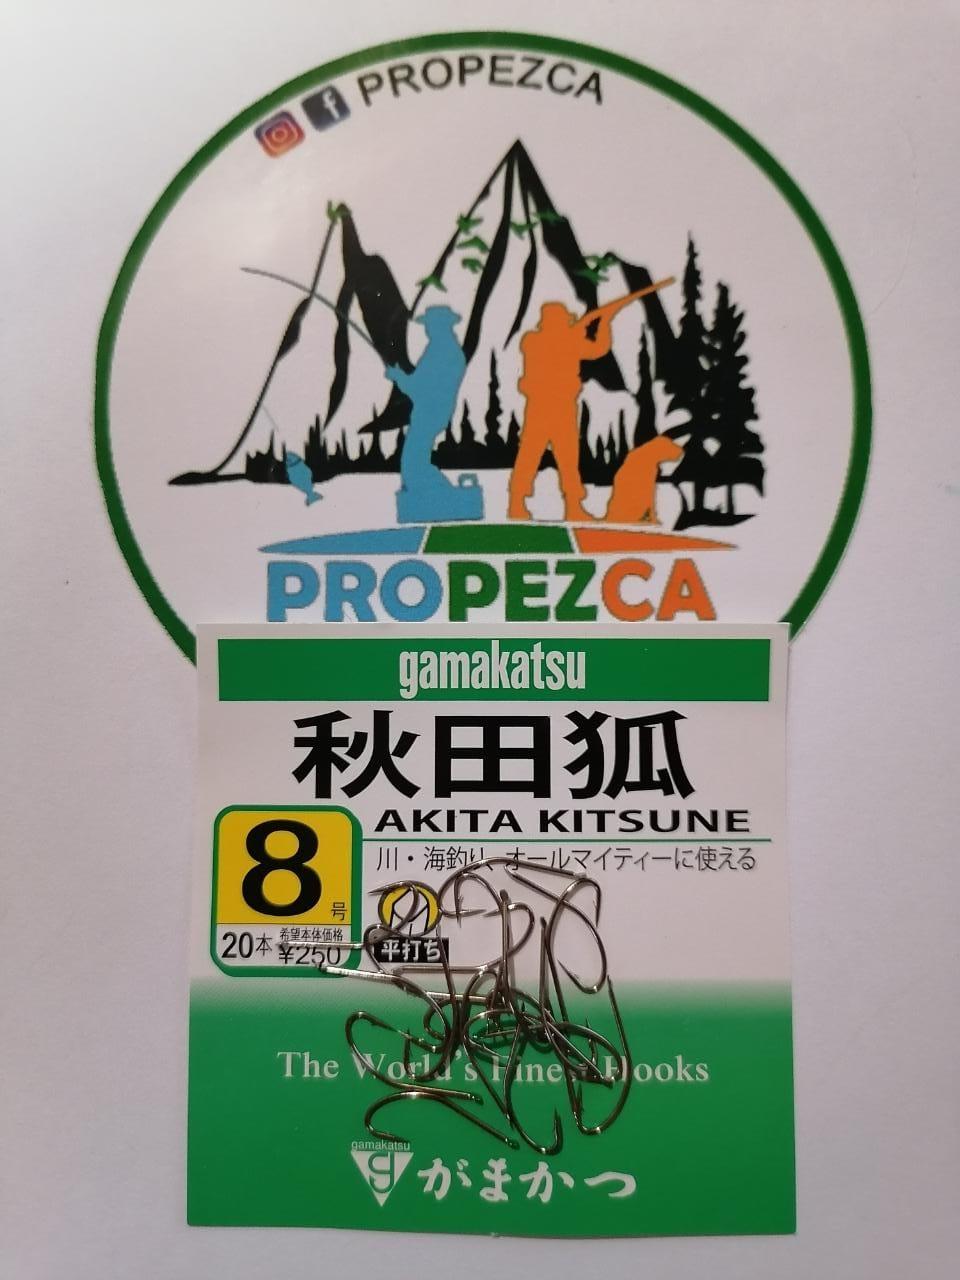 PROPEZCA
PROPEZCA
gamakatsu
秋田狐
AKITA KITSUNE
川・海釣り、オールマイティーに使える
8号
20本 希望本体価格 ¥250
平打ち
The World's Finest Hooks
gamakatsu
がまかつ